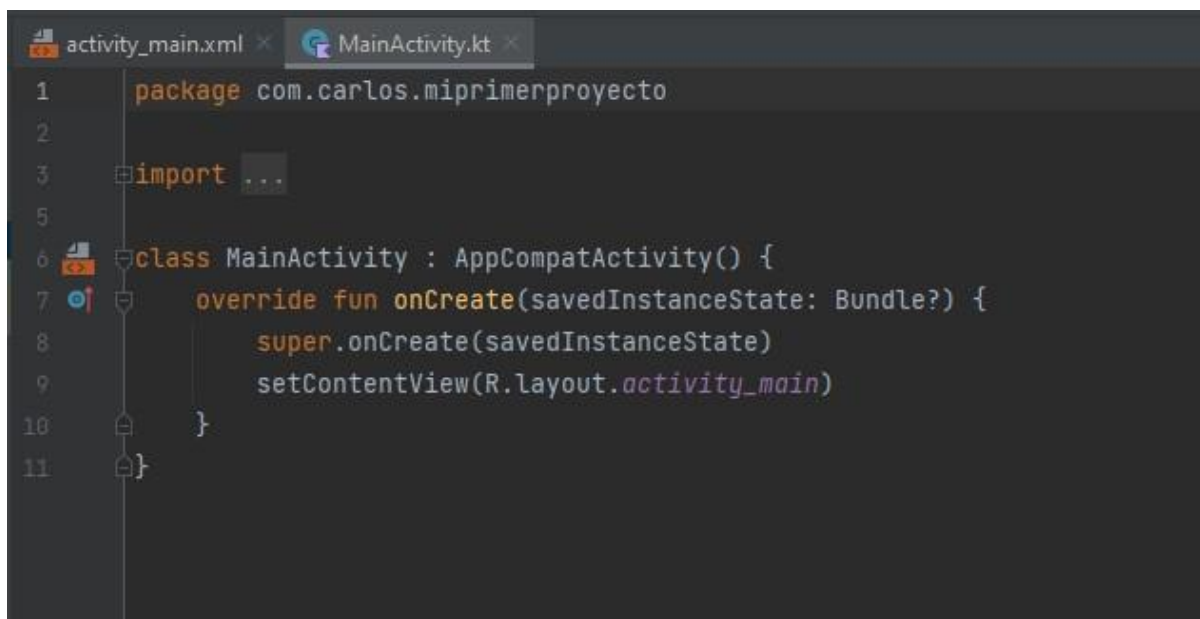 activity_main.xml MainActivity.kt
1 package com.carlos.miprimerproyecto
2
3 import ...
5
6 class MainActivity : AppCompatActivity() {
7 override fun onCreate(savedInstanceState: Bundle?) {
8 super.onCreate(savedInstanceState)
9 setContentView(R.layout.activity_main)
10 }
11 }